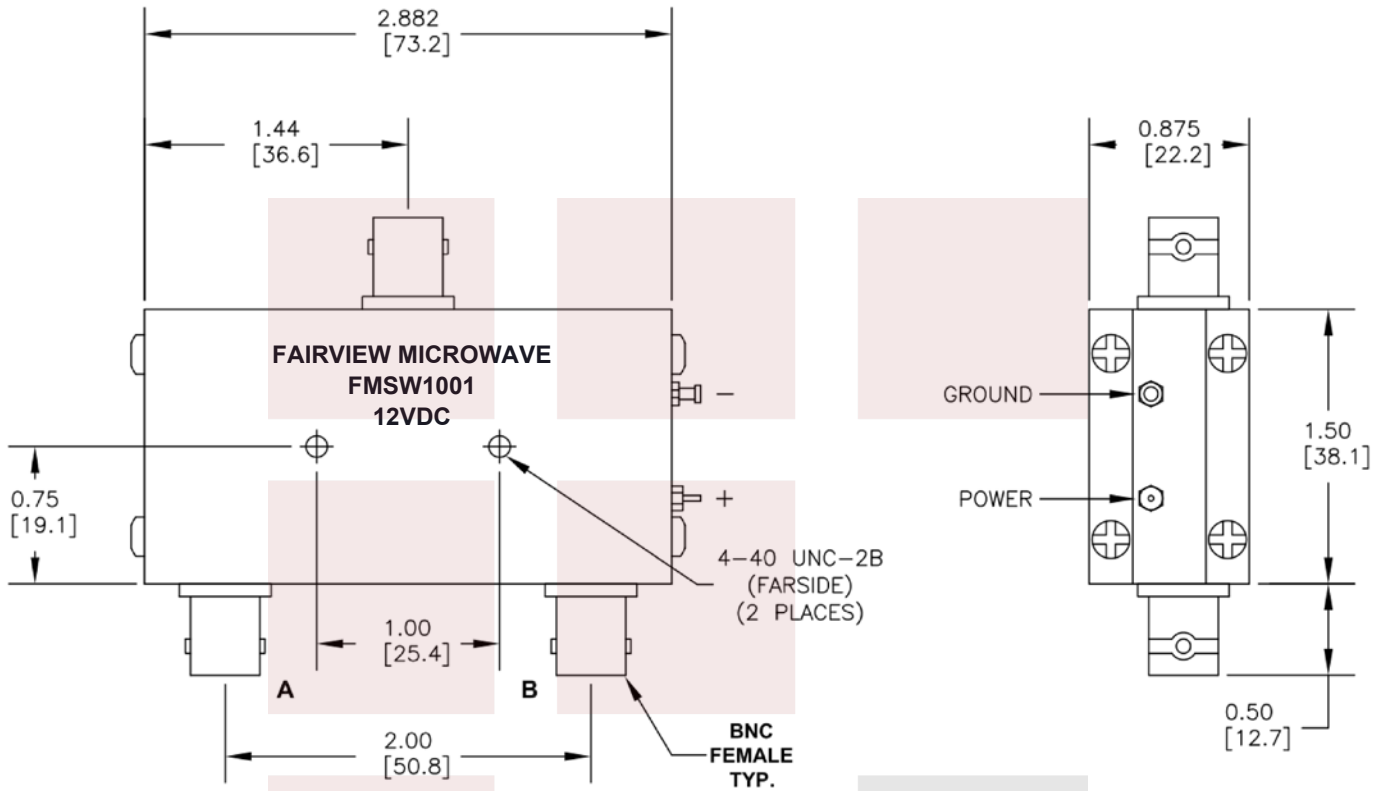 2.882
[73.2]
1.44
[36.6]
0.875
[22.2]
FAIRVIEW MICROWAVE
FMSW1001
12VDC
−
GROUND
1.50
[38.1]
0.75
[19.1]
POWER
+
4−40 UNC−2B
(FARSIDE)
(2 PLACES)
1.00
[25.4]
A
B
2.00
[50.8]
BNC
FEMALE
TYP.
0.50
[12.7]